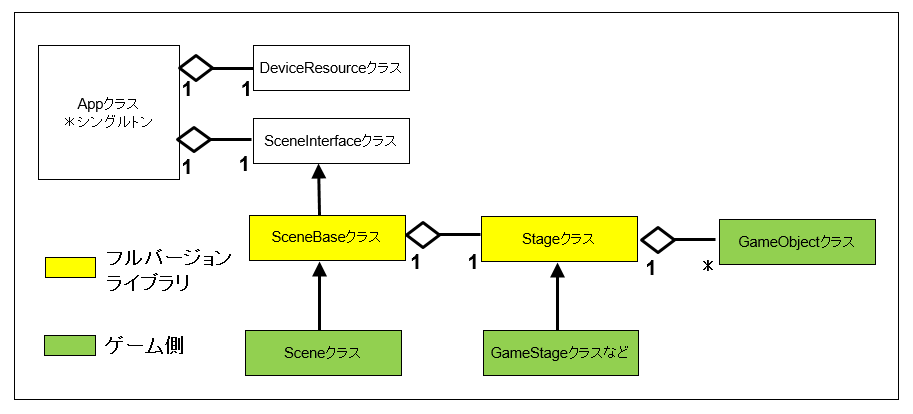 DeviceResourceクラス
Appクラス
＊シングルトン
1
1
SceneInterfaceクラス
1
1
SceneBaseクラス
Stageクラス
GameObjectクラス
1
1
1
*
フルバージョン
ライブラリ
ゲーム側
Sceneクラス
GameStageクラスなど